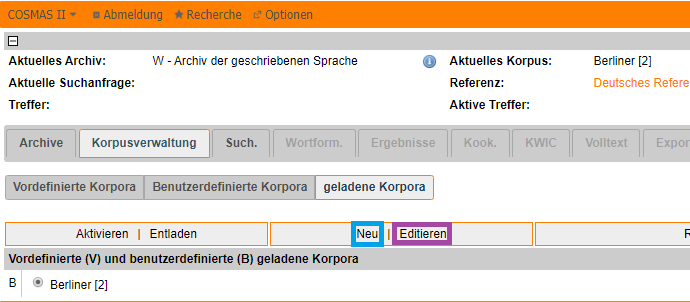 COSMAS II Abmeldung Recherche Optionen
Aktuelles Archiv: W - Archiv der geschriebenen Sprache Aktuelles Korpus: Berliner [2]
Aktuelle Suchanfrage: Referenz: Deutsches Refere
Treffer: Aktive Treffer:
Archive Korpusverwaltung Such. Wortform. Ergebnisse Kook. KWIC Volltext Expor
Vordefinierte Korpora Benutzerdefinierte Korpora geladene Korpora
Aktivieren | Entladen Neu | Editieren R
Vordefinierte (V) und benutzerdefinierte (B) geladene Korpora
B Berliner [2]